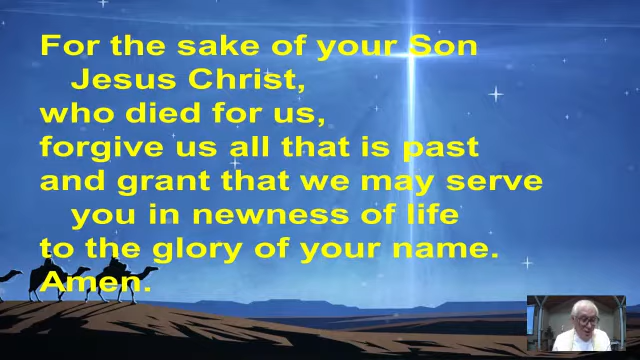 For the sake of your Son
Jesus Christ,
who died for us,
forgive us all that is past
and grant that we may serve
you in newness of life
to the glory of your name.
Amen.